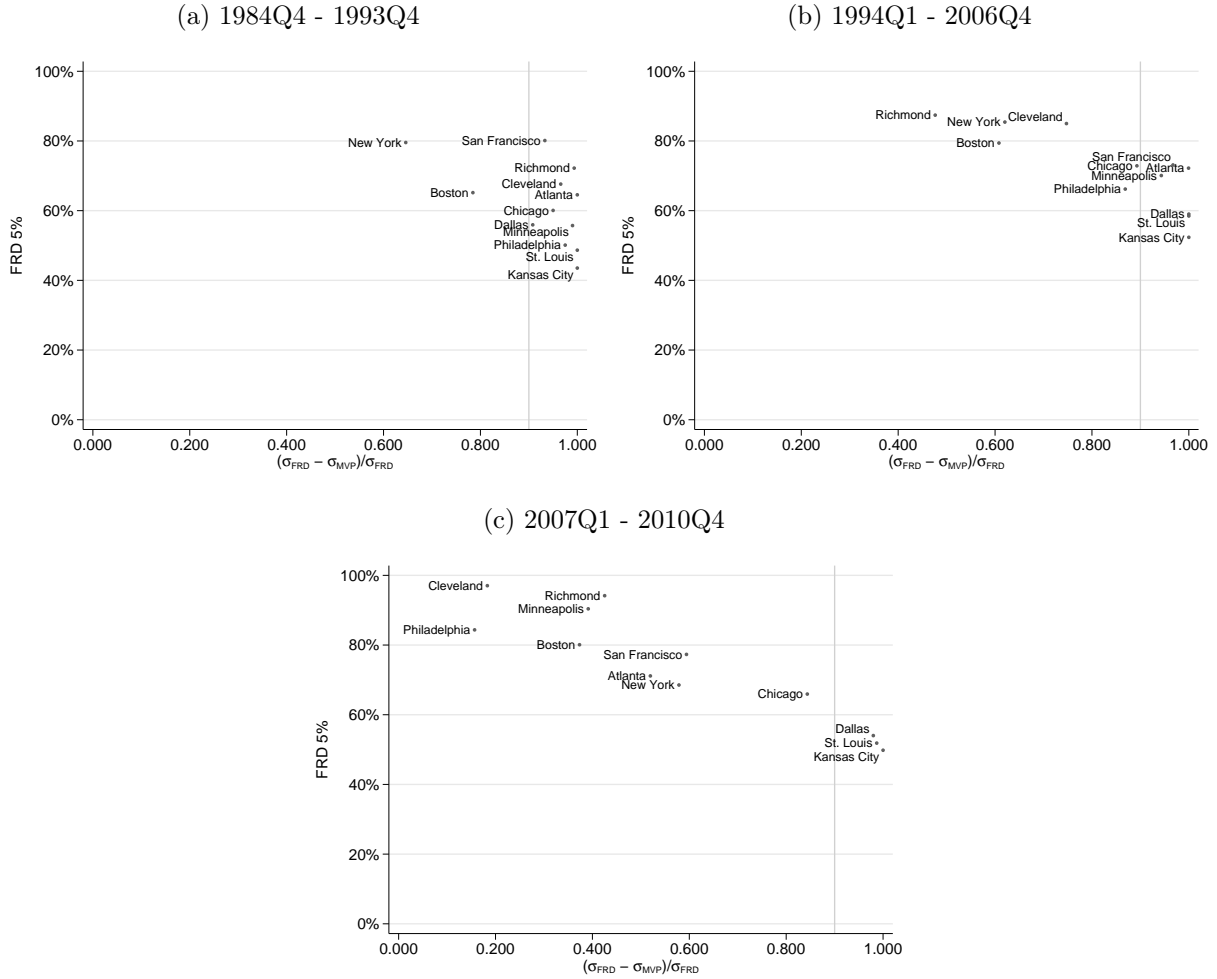 (a) 1984Q4 - 1993Q4
100%
80%
60%
40%
20%
0%
FRD 5%
New York
San Francisco
Richmond
Cleveland
Boston
Atlanta
Chicago
Dallas
Minneapolis
Philadelphia
St. Louis
Kansas City
0.000 0.200 0.400 0.600 0.800 1.000
(σFRD − σMVP)/σFRD
(b) 1994Q1 - 2006Q4
100%
80%
60%
40%
20%
0%
FRD 5%
Richmond
New York
Cleveland
Boston
San Francisco
Chicago
Atlanta
Minneapolis
Philadelphia
Dallas
St. Louis
Kansas City
0.000 0.200 0.400 0.600 0.800 1.000
(σFRD − σMVP)/σFRD
(c) 2007Q1 - 2010Q4
100%
80%
60%
40%
20%
0%
FRD 5%
Cleveland
Richmond
Minneapolis
Philadelphia
Boston
San Francisco
Atlanta
New York
Chicago
Dallas
St. Louis
Kansas City
0.000 0.200 0.400 0.600 0.800 1.000
(σFRD − σMVP)/σFRD